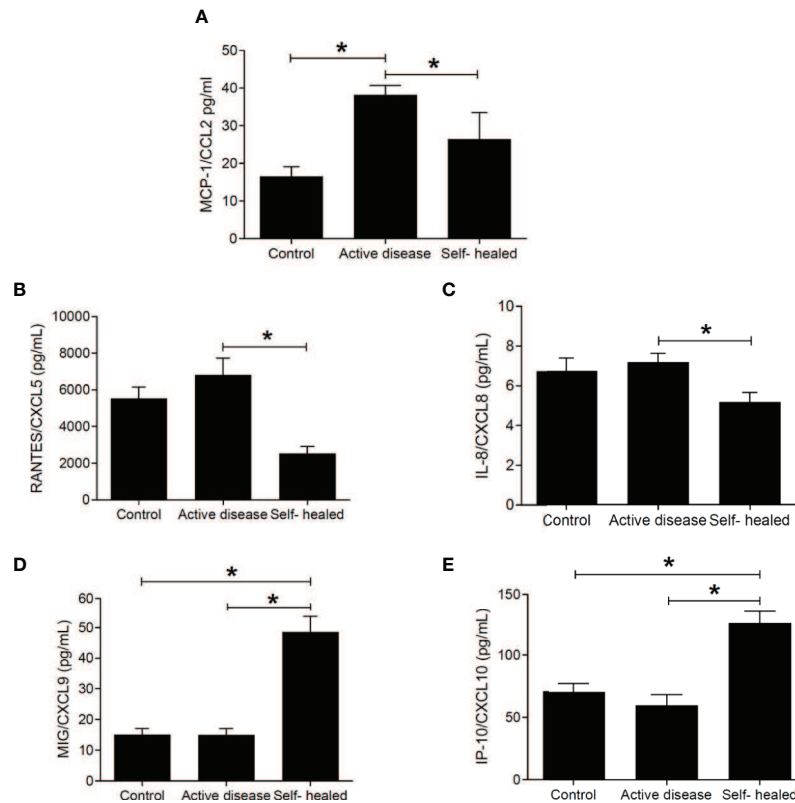 A
*
*
MCP-1/CCL2 pg/ml
50
40
30
20
10
0
Control Active disease Self- healed
B
*
RANTES/CXCL5 (pg/mL)
10000
8000
6000
4000
2000
0
Control Active disease Self- healed
C
*
IL-8/CXCL8 (pg/mL)
10
8
6
4
2
0
Control Active disease Self- healed
D
*
*
MIG/CXCL9 (pg/mL)
60
50
40
30
20
10
0
Control Active disease Self- healed
E
*
*
IP-10/CXCL10 (pg/mL)
150
100
50
0
Control Active disease Self- healed